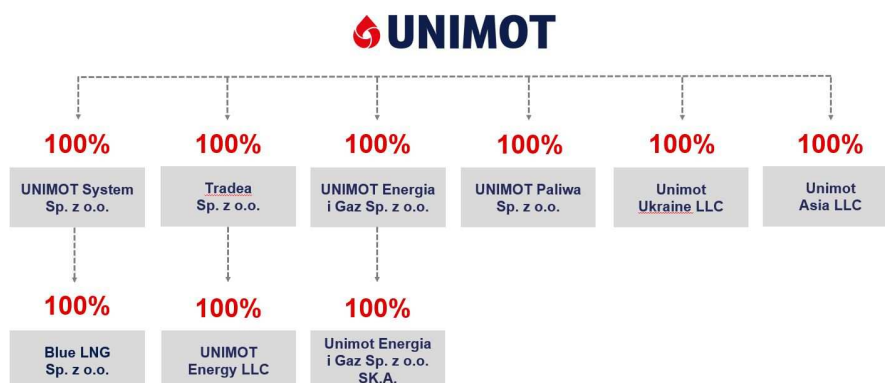 UNIMOT
100% 100% 100% 100% 100% 100%
UNIMOT System Sp. z o.o.
Tradea Sp. z o.o.
UNIMOT Energia i Gaz Sp. z o.o.
UNIMOT Paliwa Sp. z o.o.
Unimot Ukraine LLC
Unimot Asia LLC
100% 100% 100%
Blue LNG Sp. z o.o.
UNIMOT Energy LLC
Unimot Energia i Gaz Sp. z o.o. SK.A.